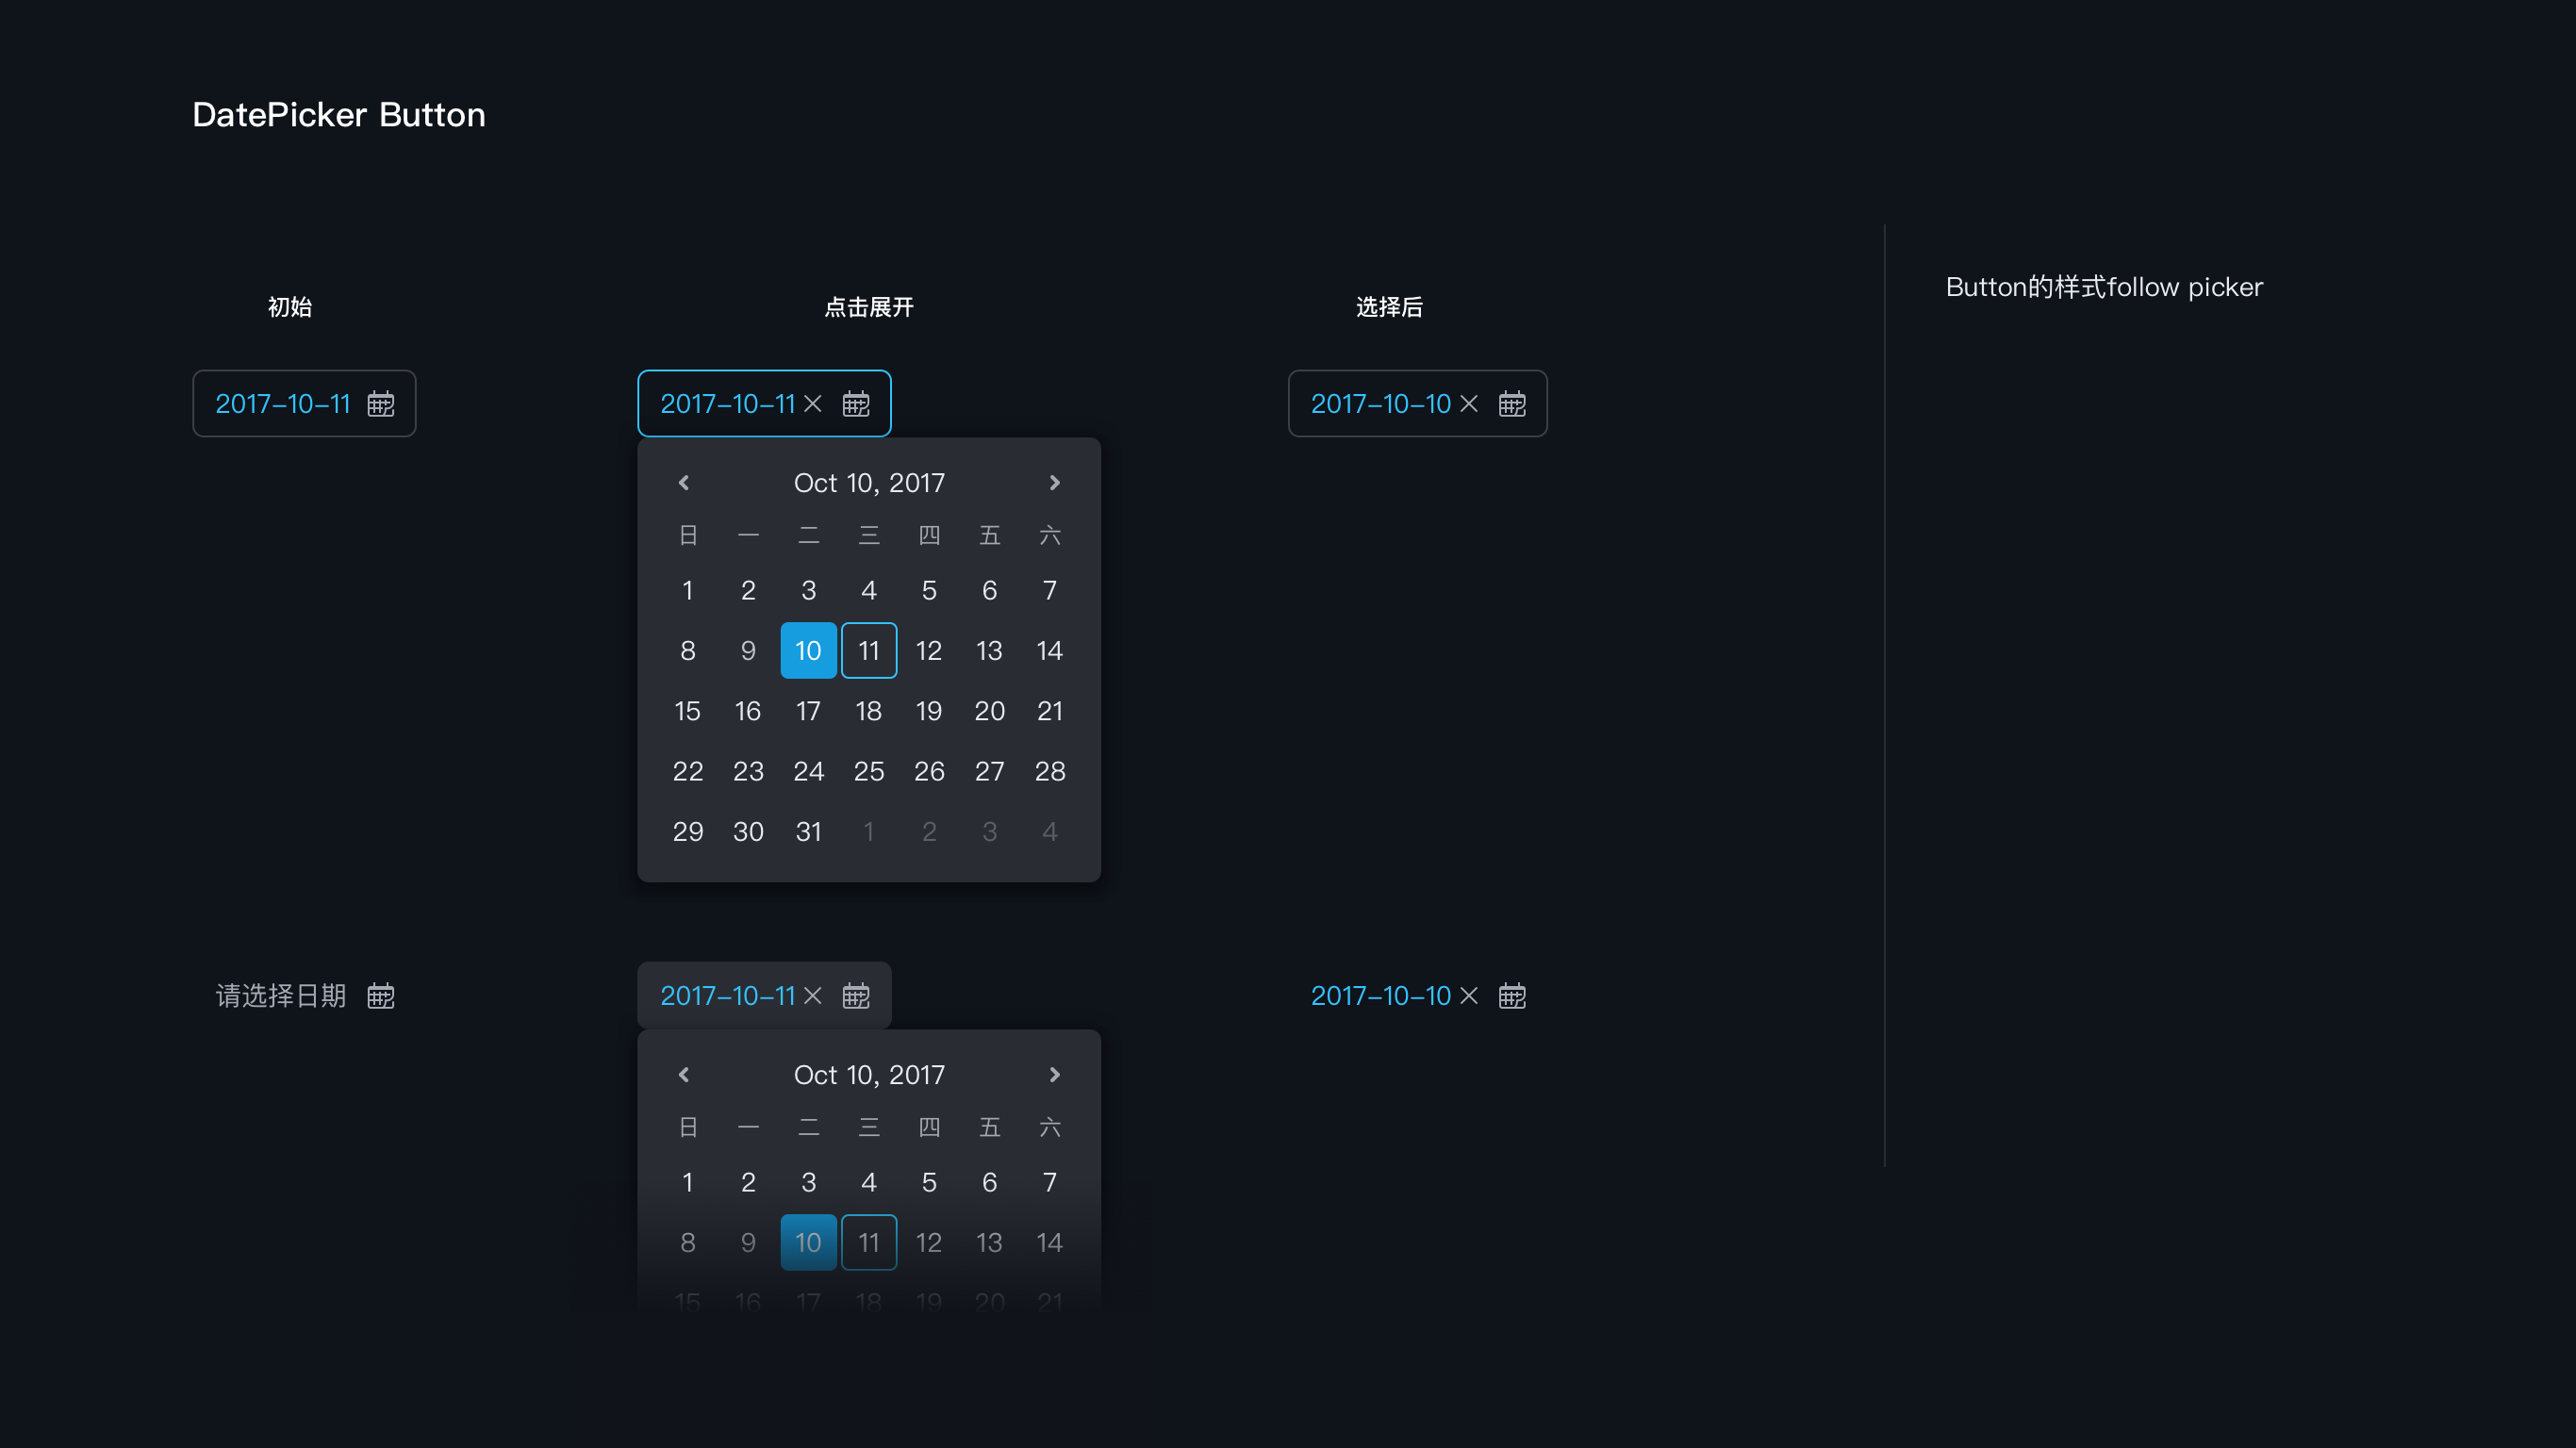 DatePicker Button
初始
点击展开
选择后
Button的样式follow picker
2017-10-11
2017-10-11
2017-10-10
Oct 10, 2017
日 一 二 三 四 五 六
1 2 3 4 5 6 7
8 9 10 11 12 13 14
15 16 17 18 19 20 21
22 23 24 25 26 27 28
29 30 31 1 2 3 4
请选择日期
2017-10-11
2017-10-10
Oct 10, 2017
日 一 二 三 四 五 六
1 2 3 4 5 6 7
8 9 10 11 12 13 14
15 16 17 18 19 20 21